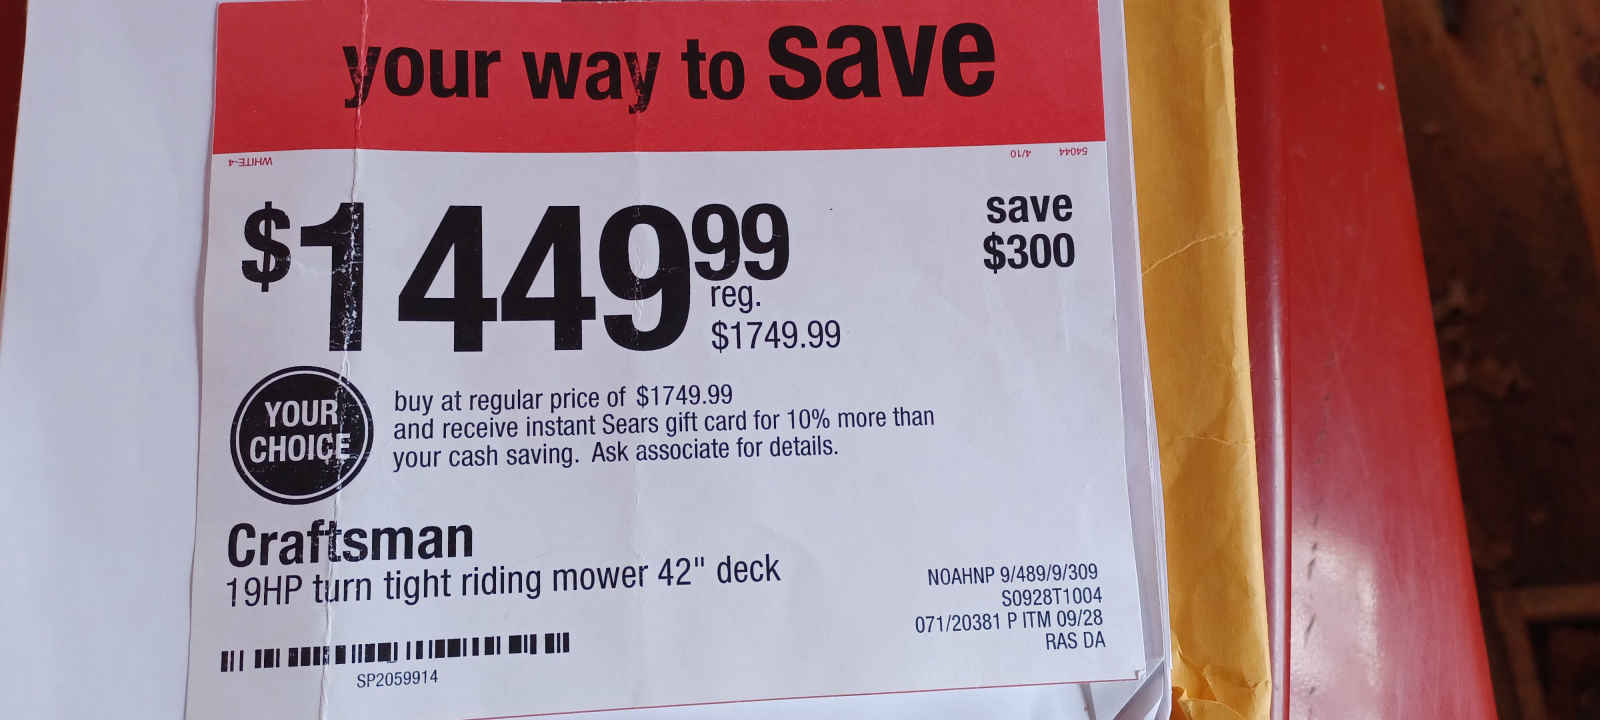 your way to save
WHITE-4
4/10 54044
$1449 99
reg.
$1749.99
save
$300
YOUR
CHOICE
buy at regular price of $1749.99
and receive instant Sears gift card for 10% more than
your cash saving. Ask associate for details.
Craftsman
19HP turn tight riding mower 42" deck
SP2059914
NOAHNP 9/489/9/309
S0928T1004
071/20381 P ITM 09/28
RAS DA